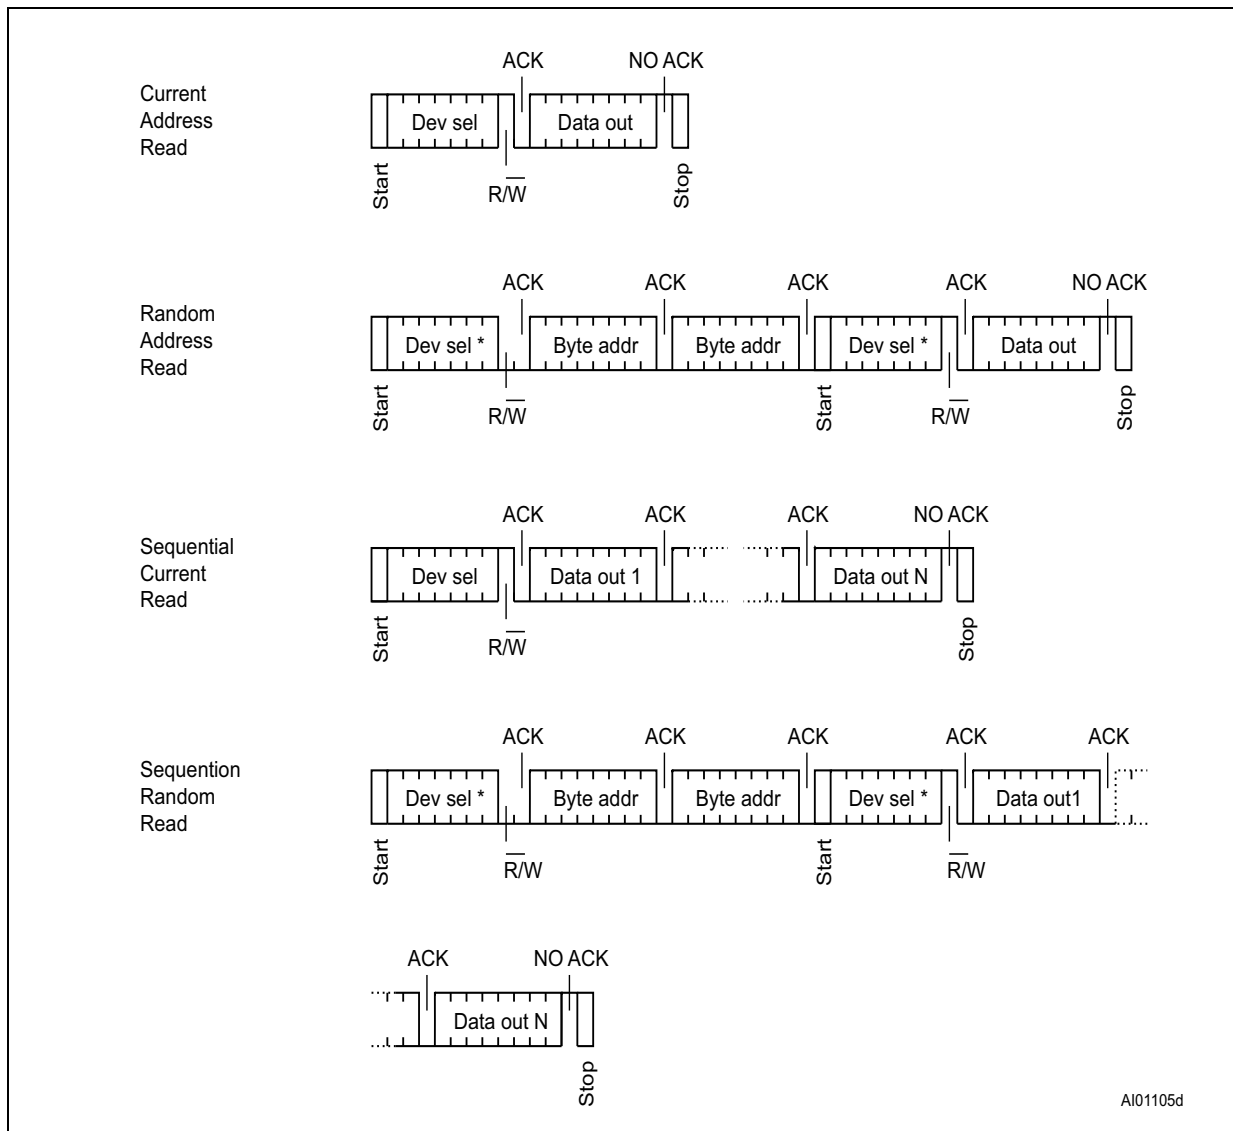 ACK NO ACK
Current
Address
Read
Dev sel Data out
Start R/W̅ Stop
ACK ACK ACK ACK NO ACK
Random
Address
Read
Dev sel * Byte addr Byte addr Dev sel * Data out
Start R/W̅ Start R/W̅ Stop
ACK ACK ACK NO ACK
Sequential
Current
Read
Dev sel Data out 1 Data out N
Start R/W̅ Stop
ACK ACK ACK ACK ACK
Sequention
Random
Read
Dev sel * Byte addr Byte addr Dev sel * Data out1
Start R̅/W Start R̅/W
ACK NO ACK
Data out N
Stop
AI01105d